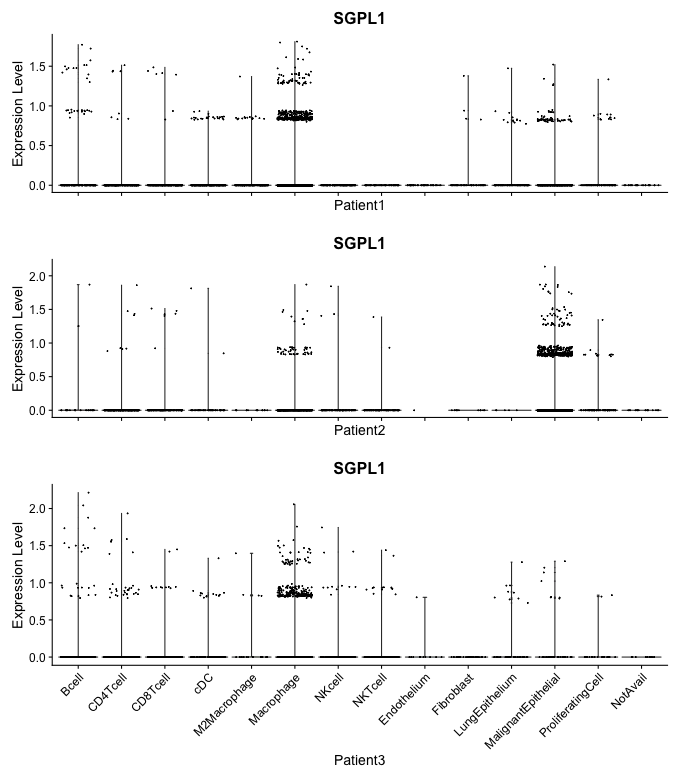 SGPL1
Expression Level
1.5
1.0
0.5
0.0
Patient1
SGPL1
Expression Level
2.0
1.5
1.0
0.5
0.0
Patient2
SGPL1
Expression Level
2.0
1.5
1.0
0.5
0.0
Bcell
CD4Tcell
CD8Tcell
cDC
M2Macrophage
Macrophage
NKcell
NKTcell
Endothelium
Fibroblast
LungEpithelium
MalignantEpithelial
ProliferatingCell
NotAvail
Patient3